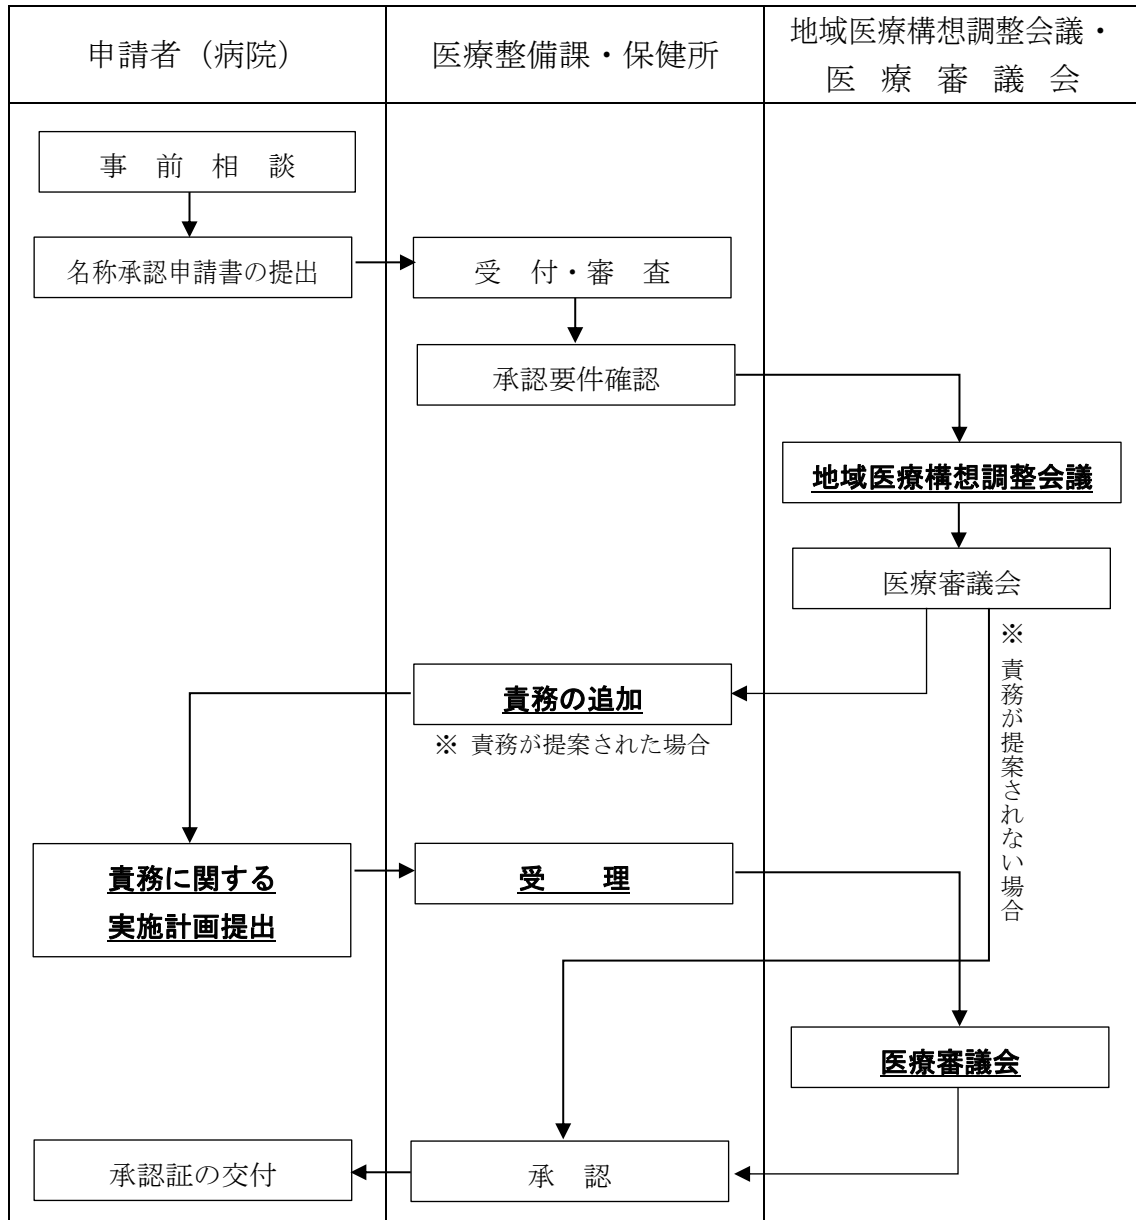 申請者（病院）
医療整備課・保健所
地域医療構想調整会議・
医療審議会
事前相談
名称承認申請書の提出
受付・審査
承認要件確認
地域医療構想調整会議
医療審議会
責務の追加
※ 責務が提案された場合
※ 責務が提案されない場合
責務に関する
実施計画提出
受理
医療審議会
承認
承認証の交付